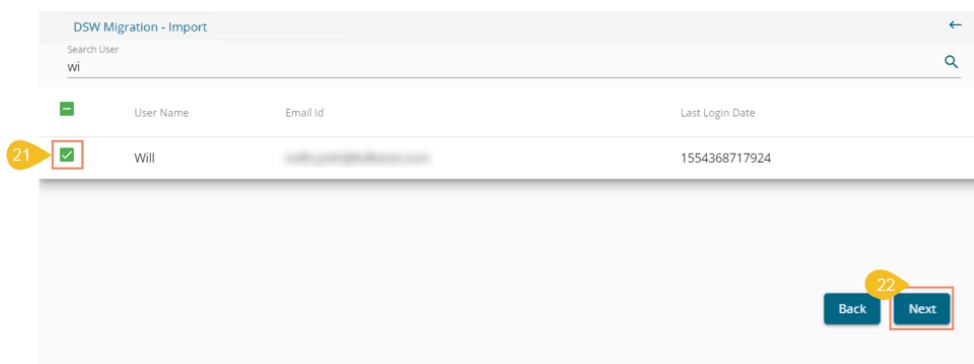 DSW Migration - Import
Search User
wi
User Name Email Id Last Login Date
21 Will 1554368717924
22
Back Next